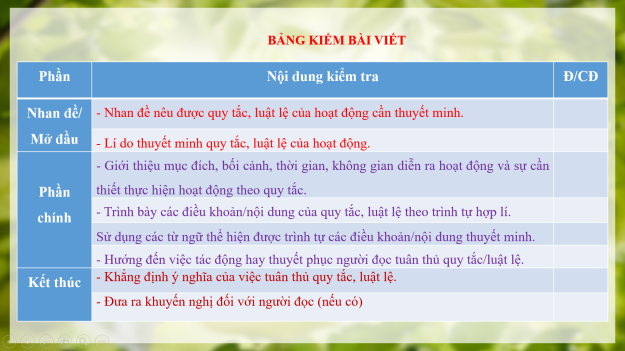 BẢNG KIỂM BÀI VIẾT
Phần Nội dung kiểm tra Đ/CĐ
Nhan đề/
Mở đầu
- Nhan đề nêu được quy tắc, luật lệ của hoạt động cần thuyết minh.
- Lí do thuyết minh quy tắc, luật lệ của hoạt động.
Phần
chính
- Giới thiệu mục đích, bối cảnh, thời gian, không gian diễn ra hoạt động và sự cần
thiết thực hiện hoạt động theo quy tắc.
- Trình bày các điều khoản/nội dung của quy tắc, luật lệ theo trình tự hợp lí.
Sử dụng các từ ngữ thể hiện được trình tự các điều khoản/nội dung thuyết minh.
- Hướng đến việc tác động hay thuyết phục người đọc tuân thủ quy tắc/luật lệ.
Kết thúc
- Khẳng định ý nghĩa của việc tuân thủ quy tắc, luật lệ.
- Đưa ra khuyến nghị đối với người đọc (nếu có)